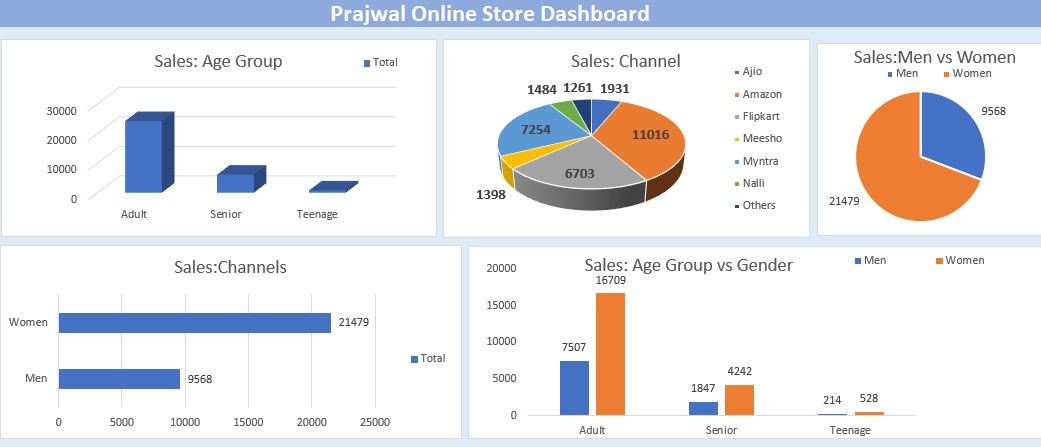 Prajwal Online Store Dashboard
Sales: Age Group
Total
30000
20000
10000
0
Adult
Senior
Teenage
Sales: Channel
1484
1261
1931
7254
11016
6703
1398
Ajio
Amazon
Flipkart
Meesho
Myntra
Nalli
Others
Sales:Men vs Women
Men
Women
9568
21479
Sales:Channels
Women
21479
Men
9568
Total
0
5000
10000
15000
20000
25000
Sales: Age Group vs Gender
Men
Women
20000
15000
10000
5000
0
7507
16709
1847
4242
214
528
Adult
Senior
Teenage